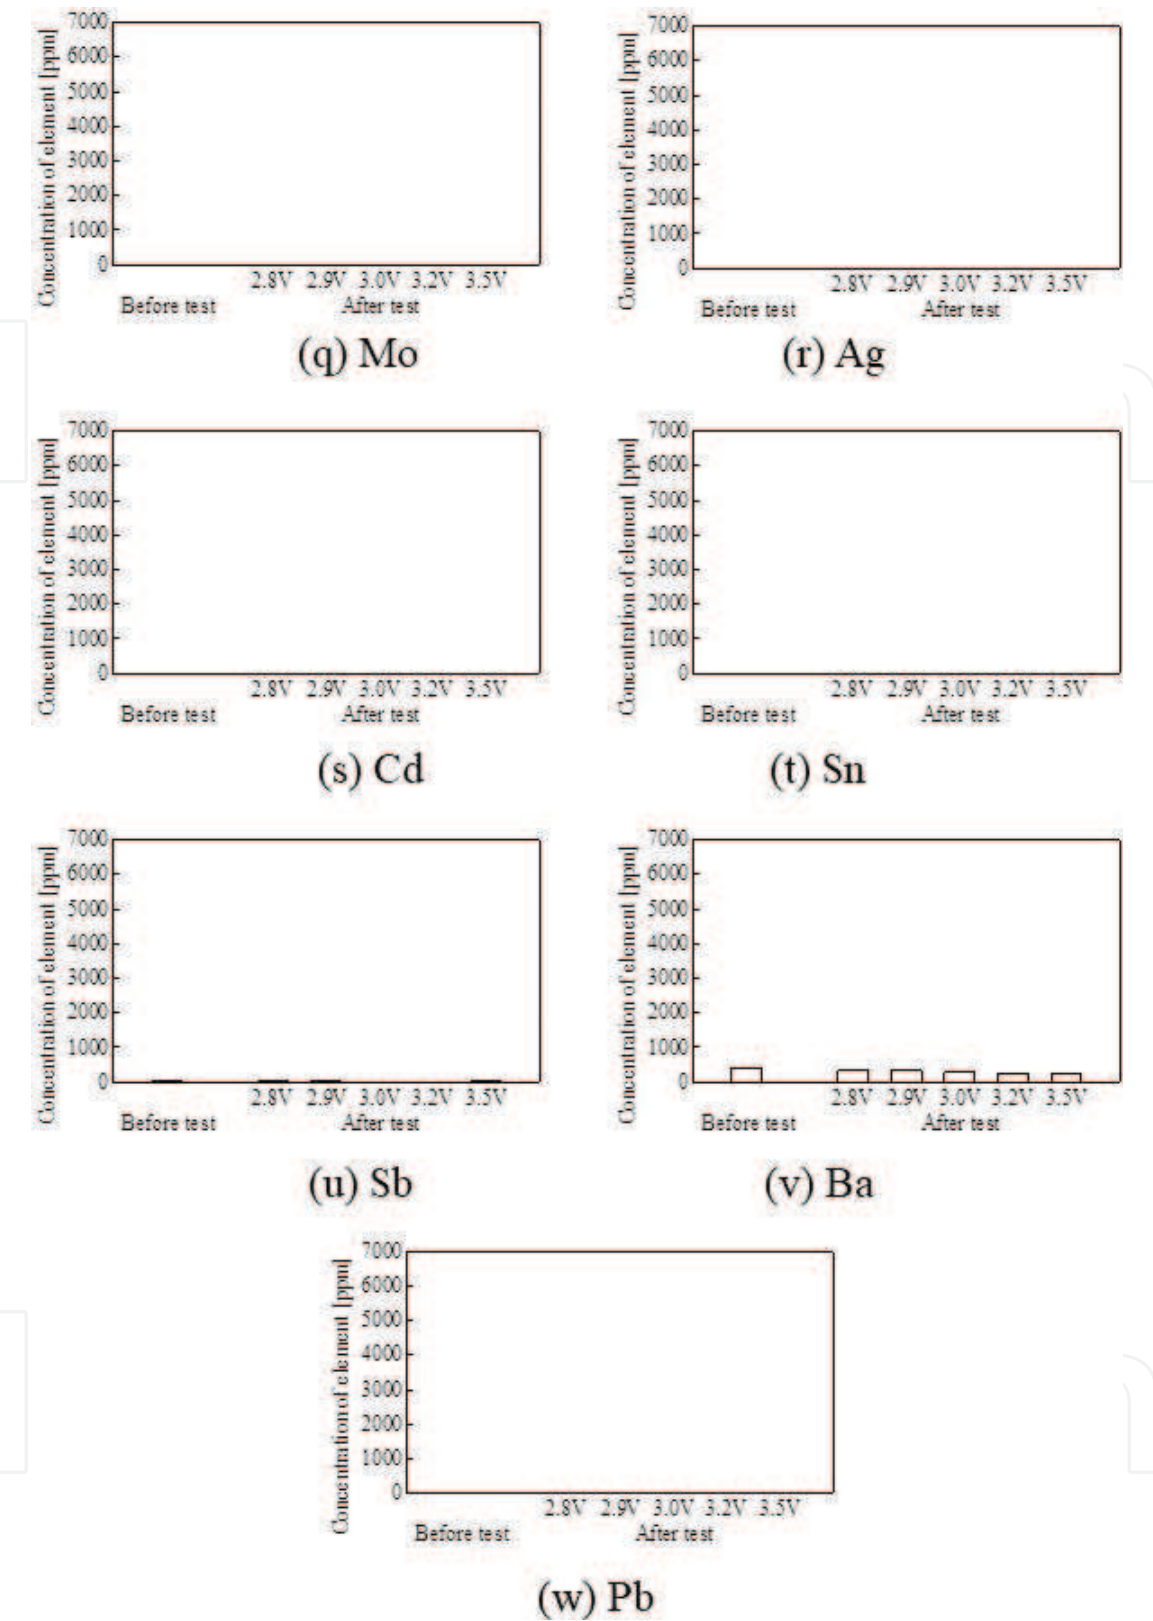 Concentration of element [ppm]
7000
6000
5000
4000
3000
2000
1000
0
2.8V 2.9V 3.0V 3.2V 3.5V
Before test After test
(q) Mo
Concentration of element [ppm]
7000
6000
5000
4000
3000
2000
1000
0
2.8V 2.9V 3.0V 3.2V 3.5V
Before test After test
(r) Ag
Concentration of element [ppm]
7000
6000
5000
4000
3000
2000
1000
0
2.8V 2.9V 3.0V 3.2V 3.5V
Before test After test
(s) Cd
Concentration of element [ppm]
7000
6000
5000
4000
3000
2000
1000
0
2.8V 2.9V 3.0V 3.2V 3.5V
Before test After test
(t) Sn
Concentration of element [ppm]
7000
6000
5000
4000
3000
2000
1000
0
2.8V 2.9V 3.0V 3.2V 3.5V
Before test After test
(u) Sb
Concentration of element [ppm]
7000
6000
5000
4000
3000
2000
1000
0
2.8V 2.9V 3.0V 3.2V 3.5V
Before test After test
(v) Ba
Concentration of element [ppm]
7000
6000
5000
4000
3000
2000
1000
0
2.8V 2.9V 3.0V 3.2V 3.5V
Before test After test
(w) Pb